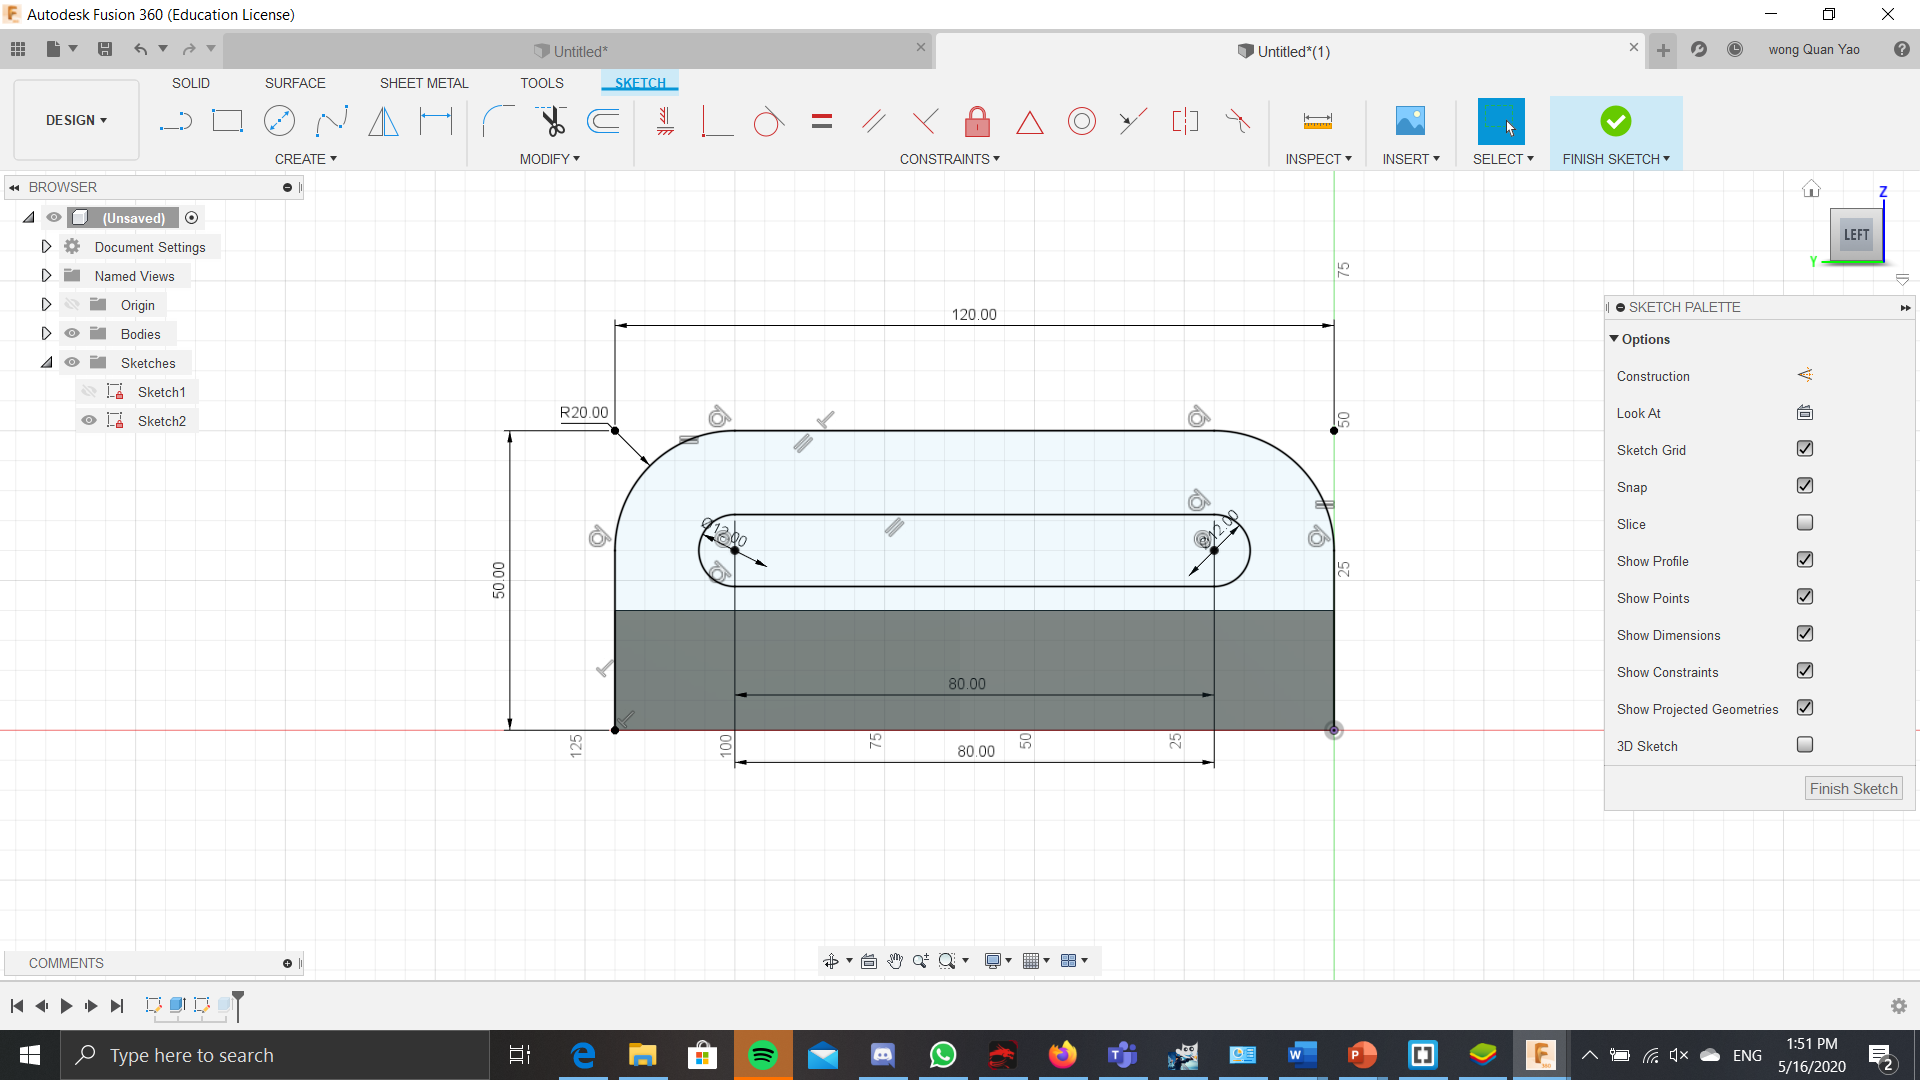 Autodesk Fusion 360 (Education License)
Untitled*
Untitled*(1)
wong Quan Yao
SOLID
SURFACE
SHEET METAL
TOOLS
SKETCH
DESIGN
CREATE
MODIFY
CONSTRAINTS
INSPECT
INSERT
SELECT
FINISH SKETCH
BROWSER
(Unsaved)
Document Settings
Named Views
Origin
Bodies
Sketches
Sketch1
Sketch2
Z
LEFT
Y
75
120.00
R20.00
50
Ø12.00
Ø12.00
50.00
25
80.00
125
100
75
50
25
80.00
SKETCH PALETTE
Options
Construction
Look At
Sketch Grid
Snap
Slice
Show Profile
Show Points
Show Dimensions
Show Constraints
Show Projected Geometries
3D Sketch
Finish Sketch
COMMENTS
Type here to search
ENG
1:51 PM
5/16/2020
2